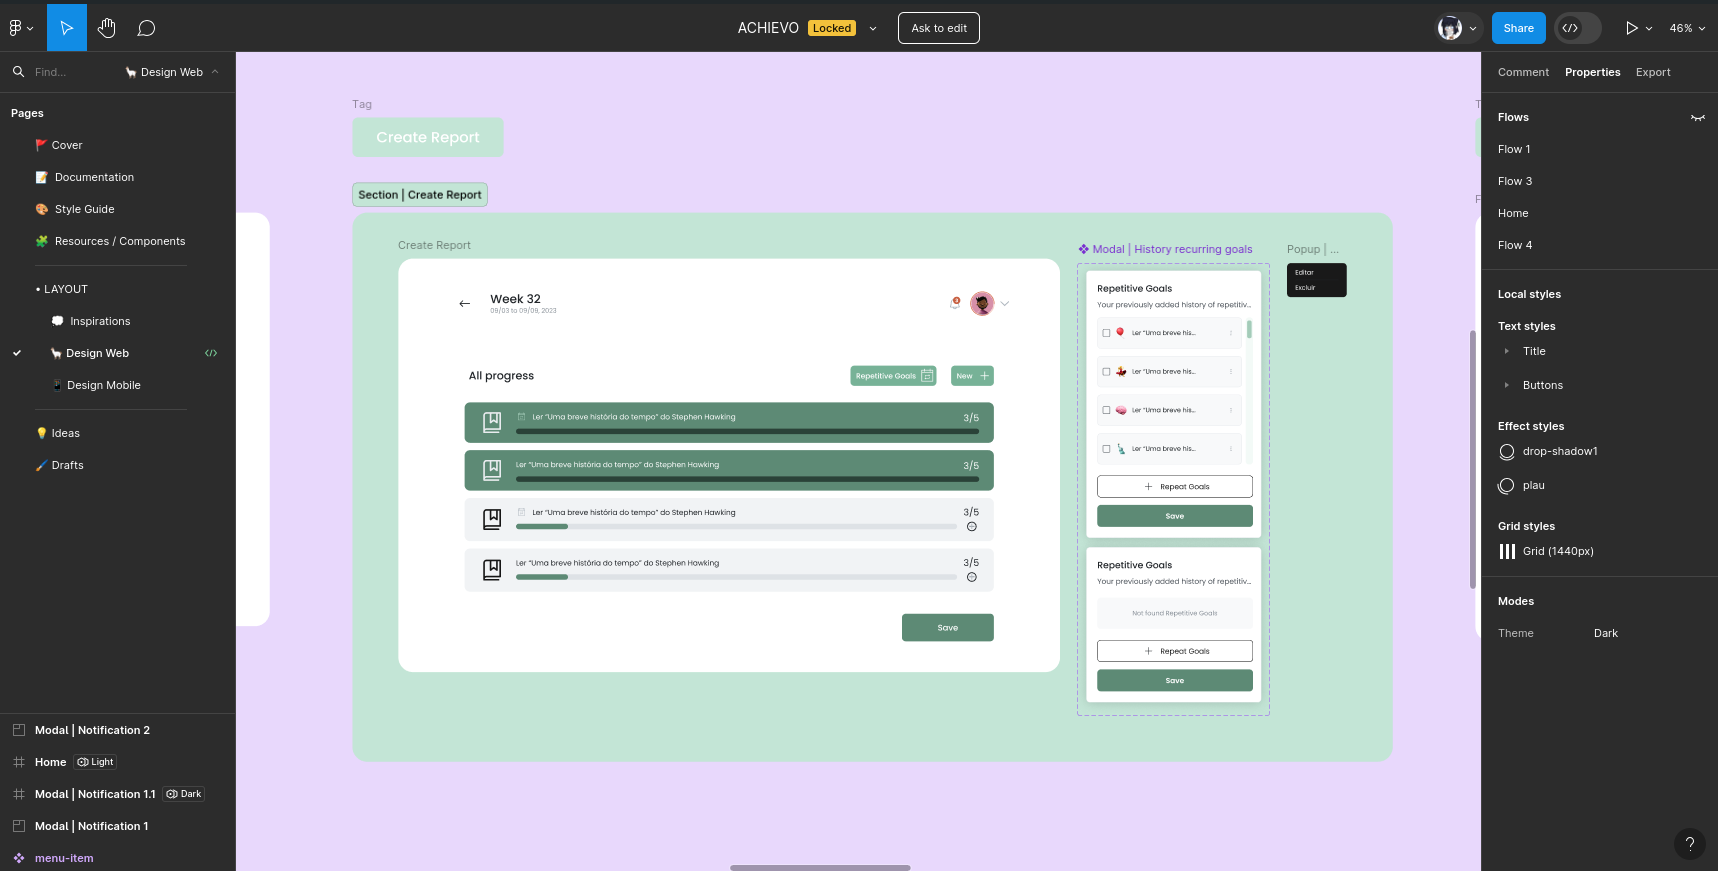 ACHIEVO Locked
Ask to edit
Share
46%
Find...
🦙 Design Web
Pages
🚩 Cover
📝 Documentation
🎨 Style Guide
🧩 Resources / Components
• LAYOUT
💭 Inspirations
🦙 Design Web
📱 Design Mobile
💡 Ideas
🖌️ Drafts
Modal | Notification 2
Home Light
Modal | Notification 1.1 Dark
Modal | Notification 1
menu-item
Tag
Create Report
Section | Create Report
Create Report
Week 32
09/03 to 09/09, 2023
All progress
Repetitive Goals
New
Ler “Uma breve história do tempo” do Stephen Hawking
3/5
Ler “Uma breve história do tempo” do Stephen Hawking
3/5
Ler “Uma breve história do tempo” do Stephen Hawking
3/5
Ler “Uma breve história do tempo” do Stephen Hawking
3/5
Save
Modal | History recurring goals
Repetitive Goals
Your previously added history of repetitiv...
Ler “Uma breve his...
Ler “Uma breve his...
Ler “Uma breve his...
Ler “Uma breve his...
Repeat Goals
Save
Repetitive Goals
Your previously added history of repetitiv...
Not found Repetitive Goals
Repeat Goals
Save
Popup | ...
Editar
Excluir
T
F
Comment
Properties
Export
Flows
Flow 1
Flow 3
Home
Flow 4
Local styles
Text styles
Title
Buttons
Effect styles
drop-shadow1
plau
Grid styles
Grid (1440px)
Modes
Theme Dark
?